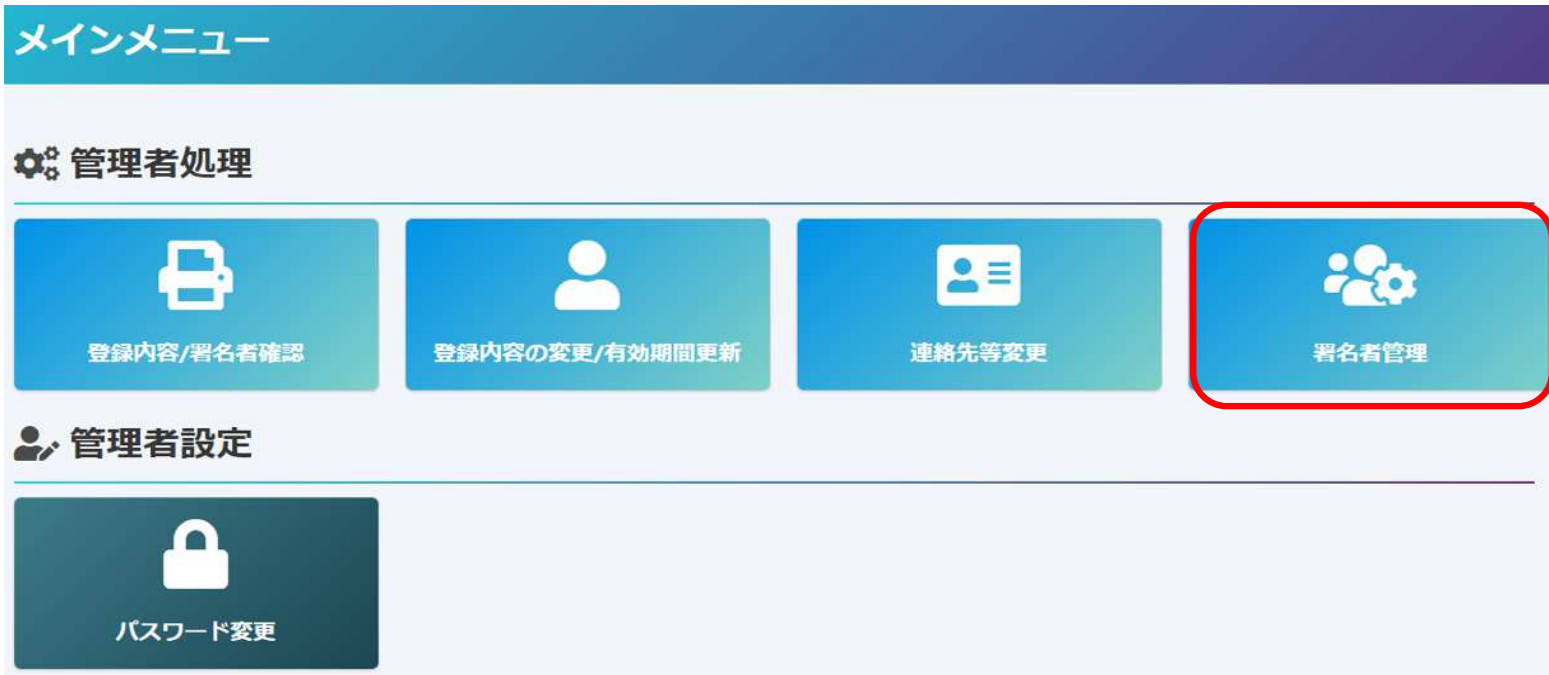 メインメニュー
管理者処理
登録内容/署名者確認
登録内容の変更/有効期間更新
連絡先等変更
署名者管理
管理者設定
パスワード変更